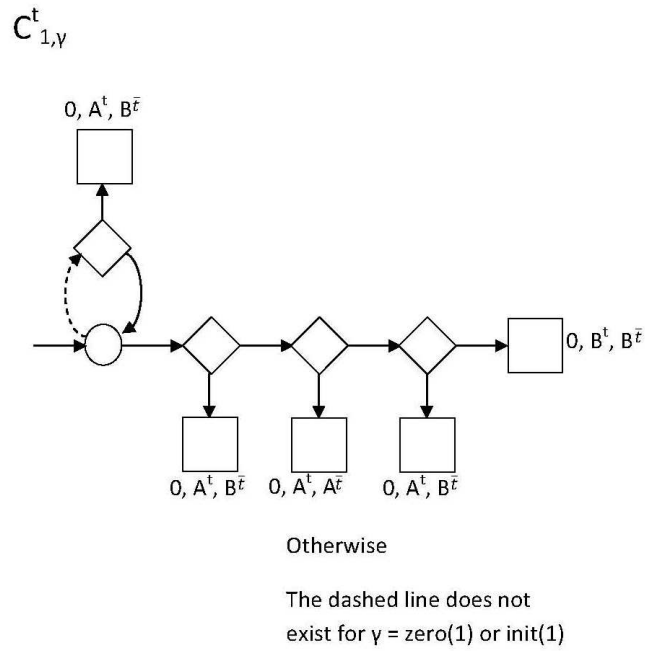 C^t_{1,γ}
0, A^t, B^t̄
0, B^t, B^t̄
0, A^t, B^t̄
0, A^t, A^t̄
0, A^t, B^t̄
Otherwise
The dashed line does not
exist for γ = zero(1) or init(1)